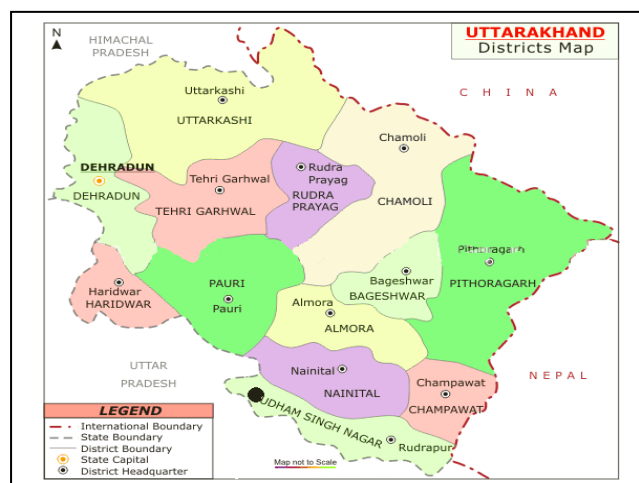 UTTARAKHAND
Districts Map
N
HIMACHAL
PRADESH
CHINA
Uttarkashi
UTTARKASHI
Chamoli
CHAMOLI
DEHRADUN
DEHRADUN
Tehri Garhwal
TEHRI GARHWAL
Rudra
Prayag
RUDRA
PRAYAG
Pithoragarh
PITHORAGARH
Haridwar
HARIDWAR
PAURI
Pauri
Bageshwar
BAGESHWAR
Almora
ALMORA
UTTAR
PRADESH
Nainital
NAINITAL
Champawat
CHAMPAWAT
NEPAL
UDHAM SINGH NAGAR
Rudrapur
LEGEND
International Boundary
State Boundary
District Boundary
State Capital
District Headquarter
Map not to Scale